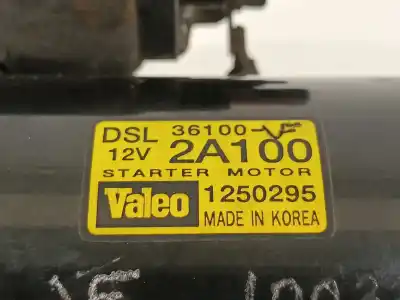 DSL 36100-
12V 2A100
STARTER MOTOR
Valeo 1250295
MADE IN KOREA